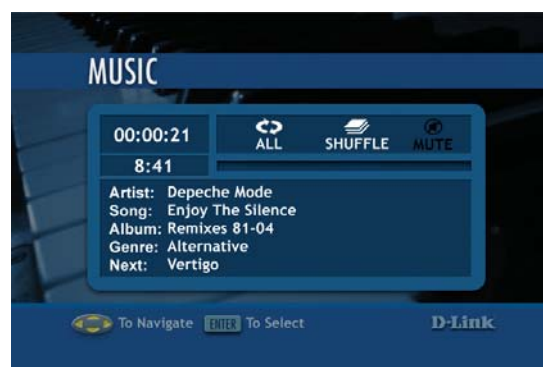 MUSIC
00:00:21
ALL
SHUFFLE
MUTE
8:41
Artist: Depeche Mode
Song: Enjoy The Silence
Album: Remixes 81-04
Genre: Alternative
Next: Vertigo
To Navigate ENTER To Select
D-Link